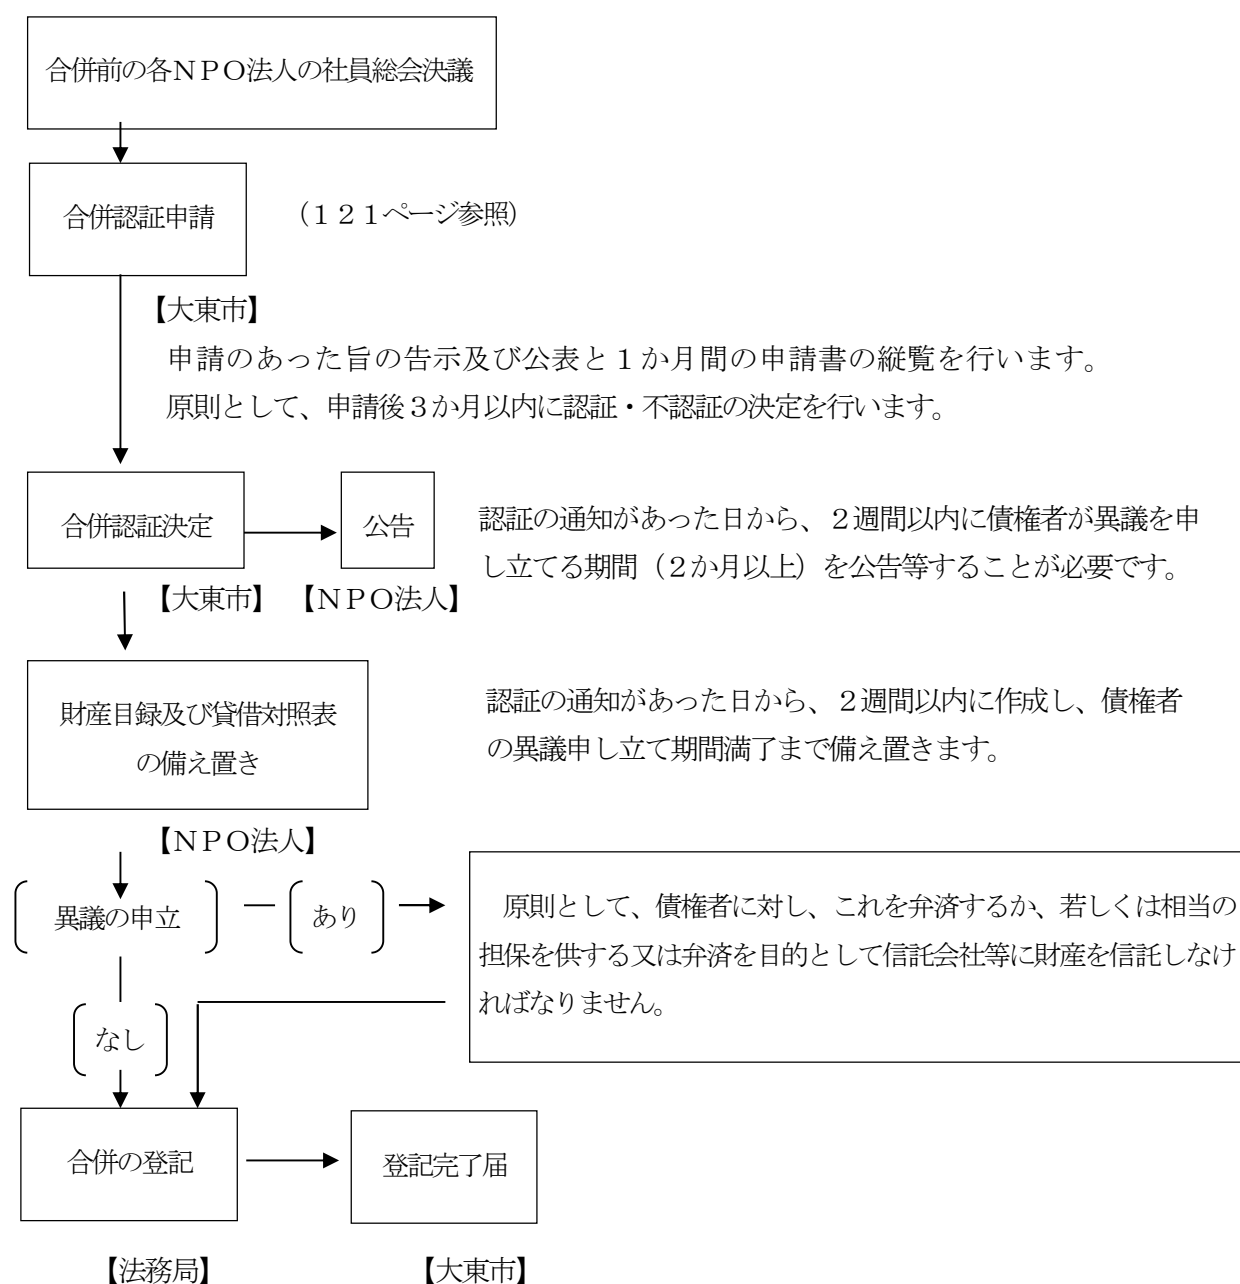 合併前の各ＮＰＯ法人の社員総会決議
合併認証申請
（１２１ページ参照）
【大東市】
申請のあった旨の告示及び公表と１か月間の申請書の縦覧を行います。
原則として、申請後３か月以内に認証・不認証の決定を行います。
合併認証決定
公告
認証の通知があった日から、２週間以内に債権者が異議を申
し立てる期間（２か月以上）を公告等することが必要です。
【大東市】
【ＮＰＯ法人】
財産目録及び貸借対照表
の備え置き
認証の通知があった日から、２週間以内に作成し、債権者
の異議申し立て期間満了まで備え置きます。
【ＮＰＯ法人】
異議の申立
あり
原則として、債権者に対し、これを弁済するか、若しくは相当の
担保を供する又は弁済を目的として信託会社等に財産を信託しなけ
ればなりません。
なし
合併の登記
登記完了届
【法務局】
【大東市】